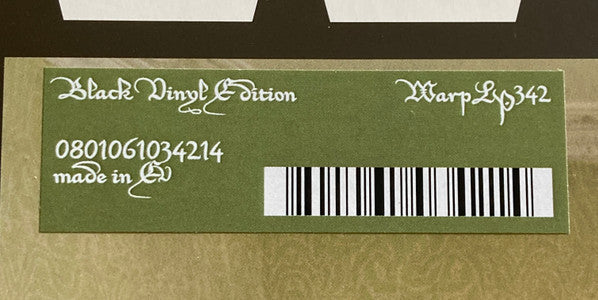 Black Vinyl Edition
WarpLp342
0801061034214
made in EU